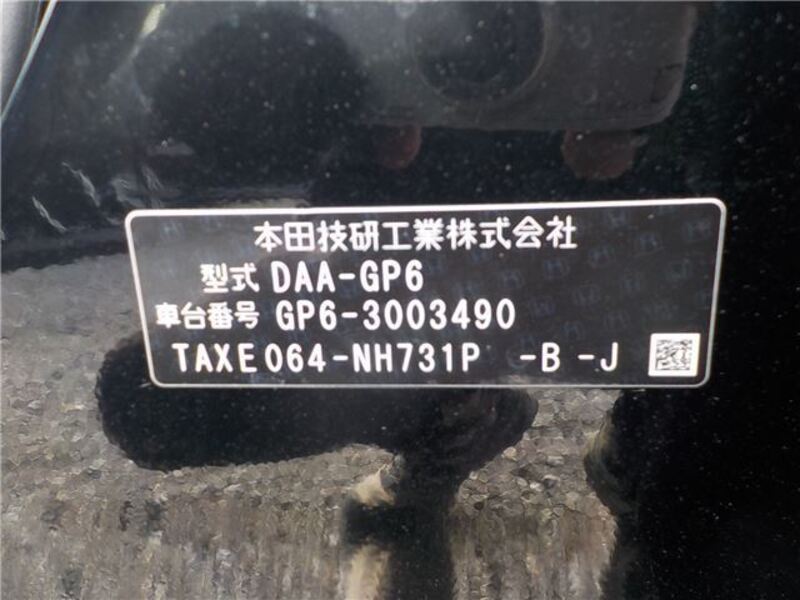 本田技研工業株式会社
型式 DAA-GP6
車台番号 GP6-3003490
TAXE064-NH731P -B -J